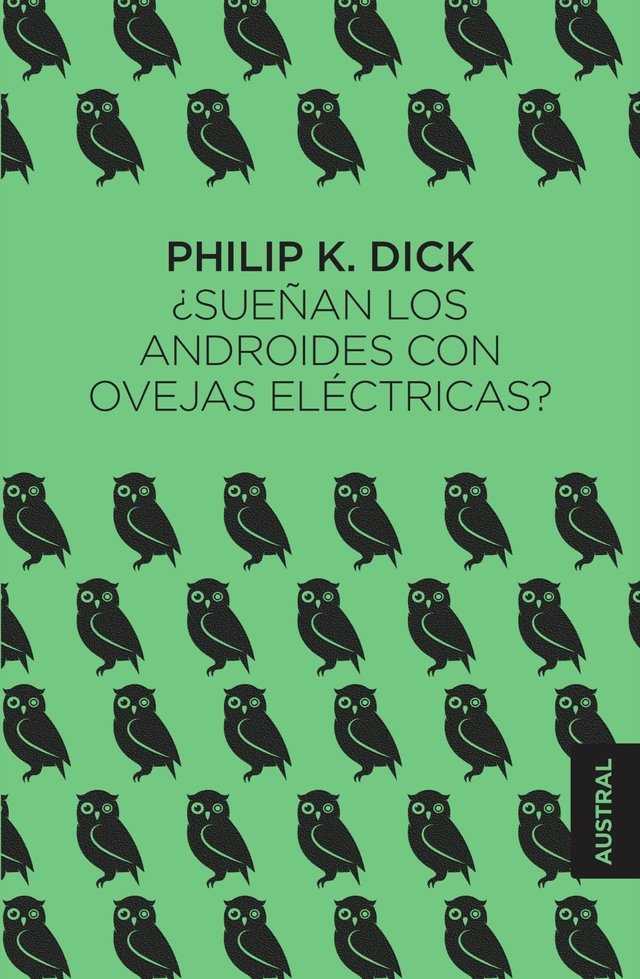 PHILIP K. DICK
¿SUEÑAN LOS
ANDROIDES CON
OVEJAS ELÉCTRICAS?
AUSTRAL